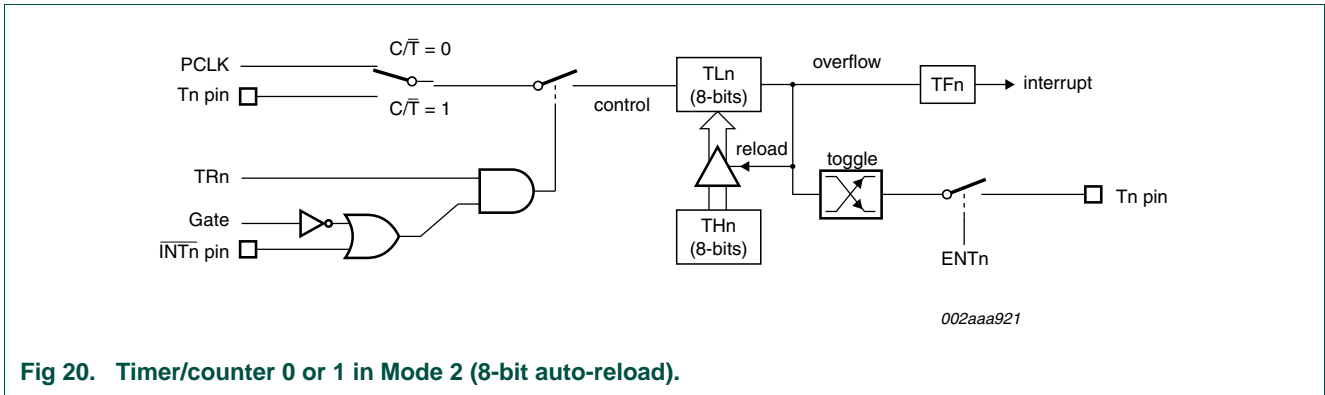 C/T̅ = 0
PCLK
Tn pin
C/T̅ = 1
control
TLn
(8-bits)
overflow
TFn
interrupt
reload
toggle
TRn
Gate
I̅N̅T̅n̅ pin
THn
(8-bits)
Tn pin
ENTn
002aaa921
Fig 20. Timer/counter 0 or 1 in Mode 2 (8-bit auto-reload).